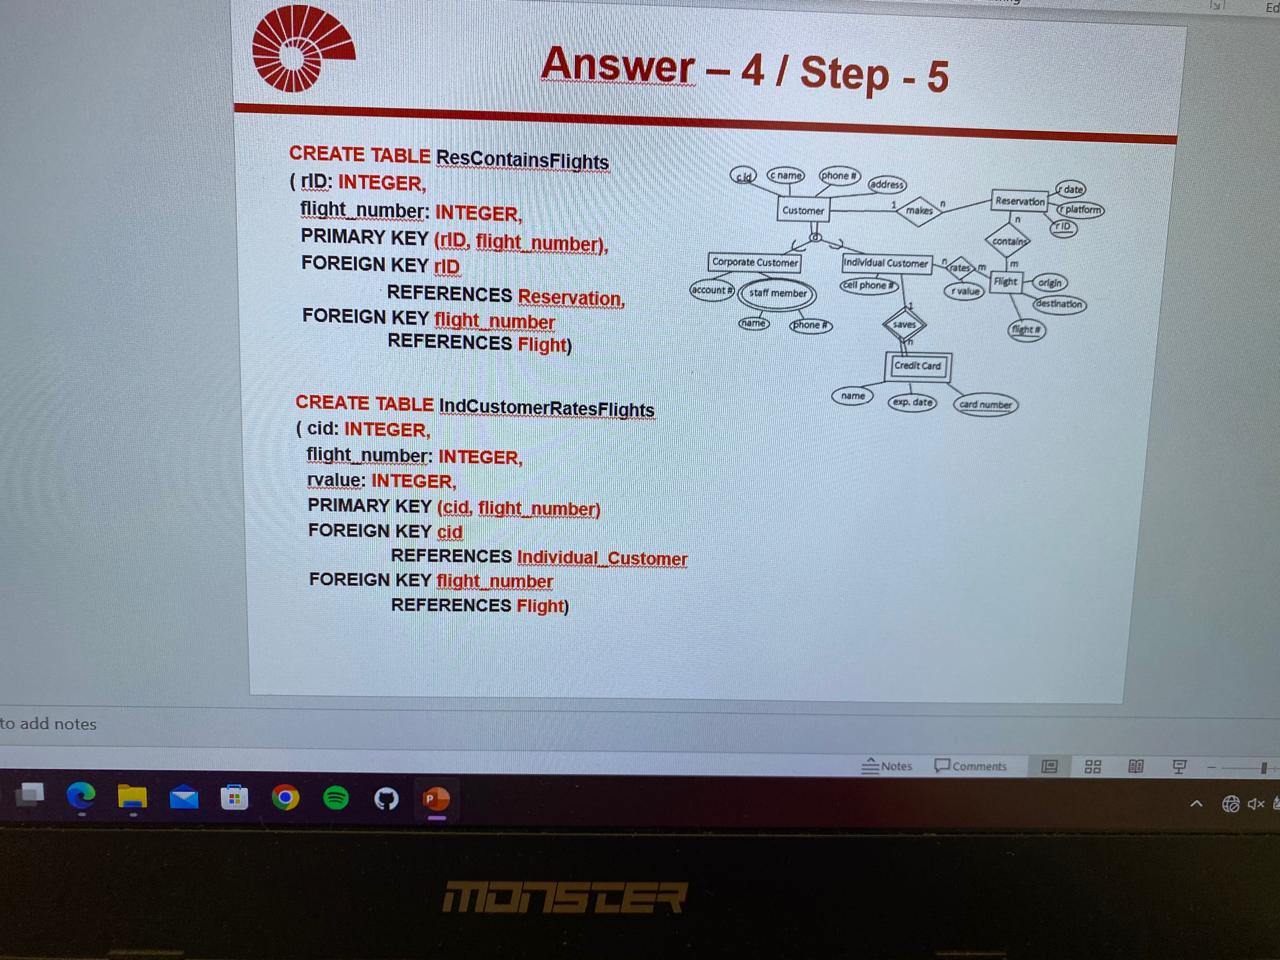 Answer – 4 / Step - 5
CREATE TABLE ResContainsFlights
( rID: INTEGER,
flight_number: INTEGER,
PRIMARY KEY (rID, flight_number),
FOREIGN KEY rID
REFERENCES Reservation,
FOREIGN KEY flight_number
REFERENCES Flight)
CREATE TABLE IndCustomerRatesFlights
( cid: INTEGER,
flight_number: INTEGER,
rvalue: INTEGER,
PRIMARY KEY (cid, flight_number)
FOREIGN KEY cid
REFERENCES Individual_Customer
FOREIGN KEY flight_number
REFERENCES Flight)
c id
c name
phone #
address
Customer
1
makes
n
Reservation
r date
r platform
r ID
n
contains
m
d
Corporate Customer
Individual Customer
n
rates
m
Flight
origin
destination
flight #
account #
staff member
cell phone #
r value
name
phone #
1
saves
n
Credit Card
name
exp. date
card number
to add notes
Notes
Comments
P
MONSTER